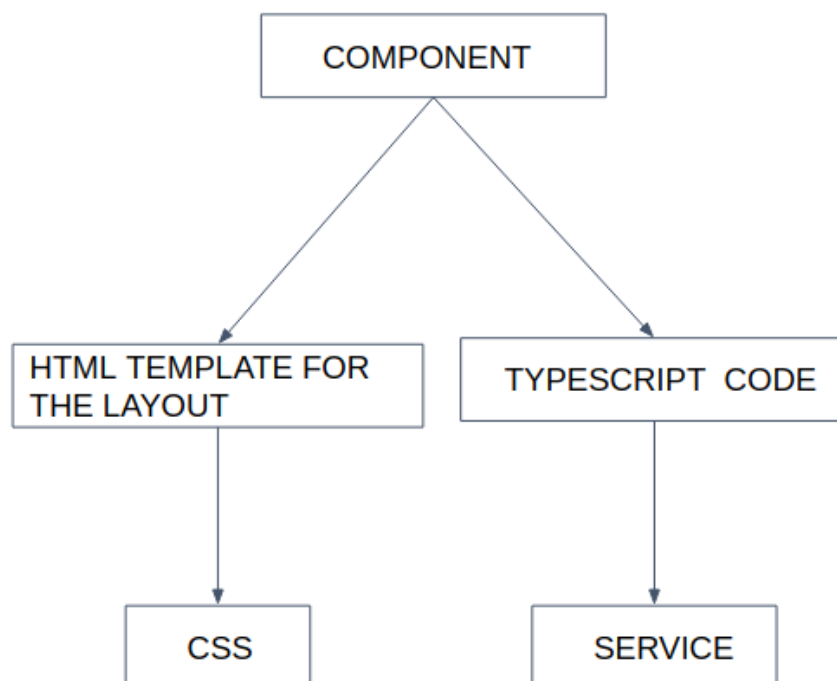 COMPONENT
HTML TEMPLATE FOR
THE LAYOUT
TYPESCRIPT CODE
CSS
SERVICE